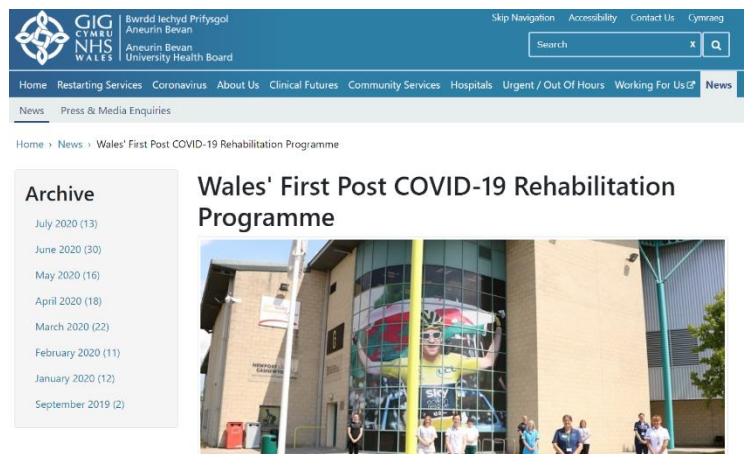 GIG
CYMRU
NHS
WALES
Bwrdd Iechyd Prifysgol
Aneurin Bevan
Aneurin Bevan
University Health Board
Skip Navigation Accessibility Contact Us Cymraeg
Search x
Home Restarting Services Coronavirus About Us Clinical Futures Community Services Hospitals Urgent / Out Of Hours Working For Us News
News Press & Media Enquiries
Home › News › Wales' First Post COVID-19 Rehabilitation Programme
Archive
July 2020 (13)
June 2020 (30)
May 2020 (16)
April 2020 (18)
March 2020 (22)
February 2020 (11)
January 2020 (12)
September 2019 (2)
Wales' First Post COVID-19 Rehabilitation
Programme
sky